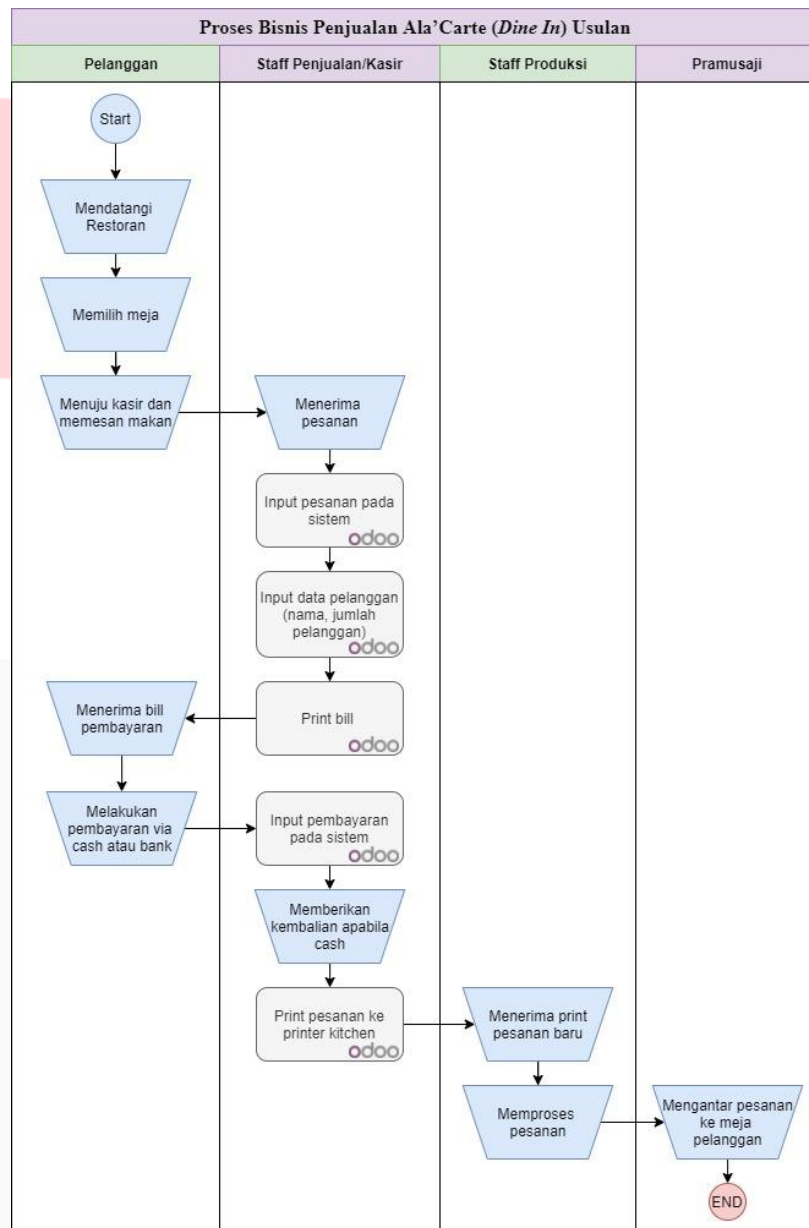 Proses Bisnis Penjualan Ala'Carte (Dine In) Usulan
Pelanggan
Staff Penjualan/Kasir
Staff Produksi
Pramusaji
Start
Mendatangi
Restoran
Memilih meja
Menuju kasir dan
memesan makan
Menerima
pesanan
Input pesanan pada
sistem
odoo
Input data pelanggan
(nama, jumlah
pelanggan)
odoo
Print bill
odoo
Menerima bill
pembayaran
Melakukan
pembayaran via
cash atau bank
Input pembayaran
pada sistem
odoo
Memberikan
kembalian apabila
cash
Print pesanan ke
printer kitchen
odoo
Menerima print
pesanan baru
Memproses
pesanan
Mengantar pesanan
ke meja
pelanggan
END